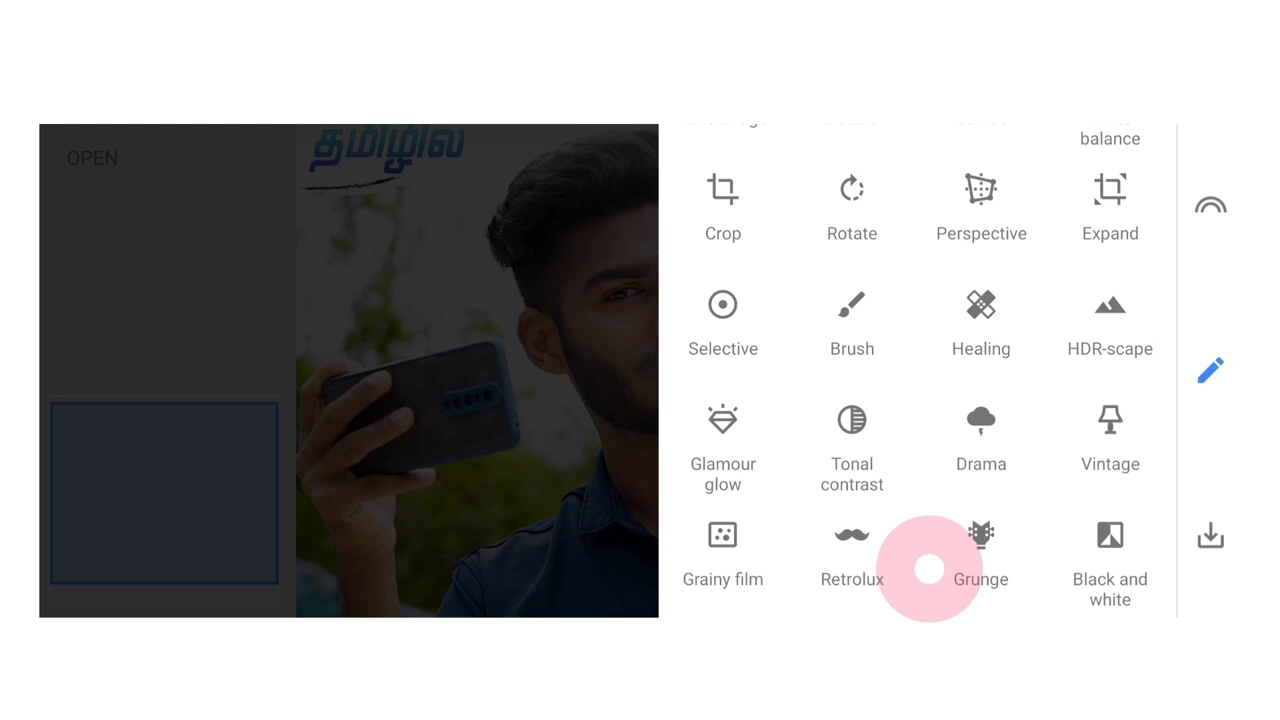 OPEN
தமிழில்
balance
Crop
Rotate
Perspective
Expand
Selective
Brush
Healing
HDR-scape
Glamour
glow
Tonal
contrast
Drama
Vintage
Grainy film
Retrolux
Grunge
Black and
white